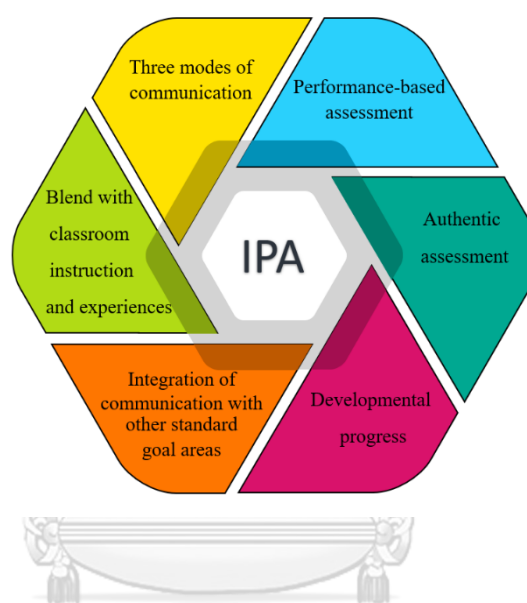 Three modes of
communication
Performance-based
assessment
Blend with
classroom
instruction
and experiences
IPA
Authentic
assessment
Integration of
communication with
other standard
goal areas
Developmental
progress